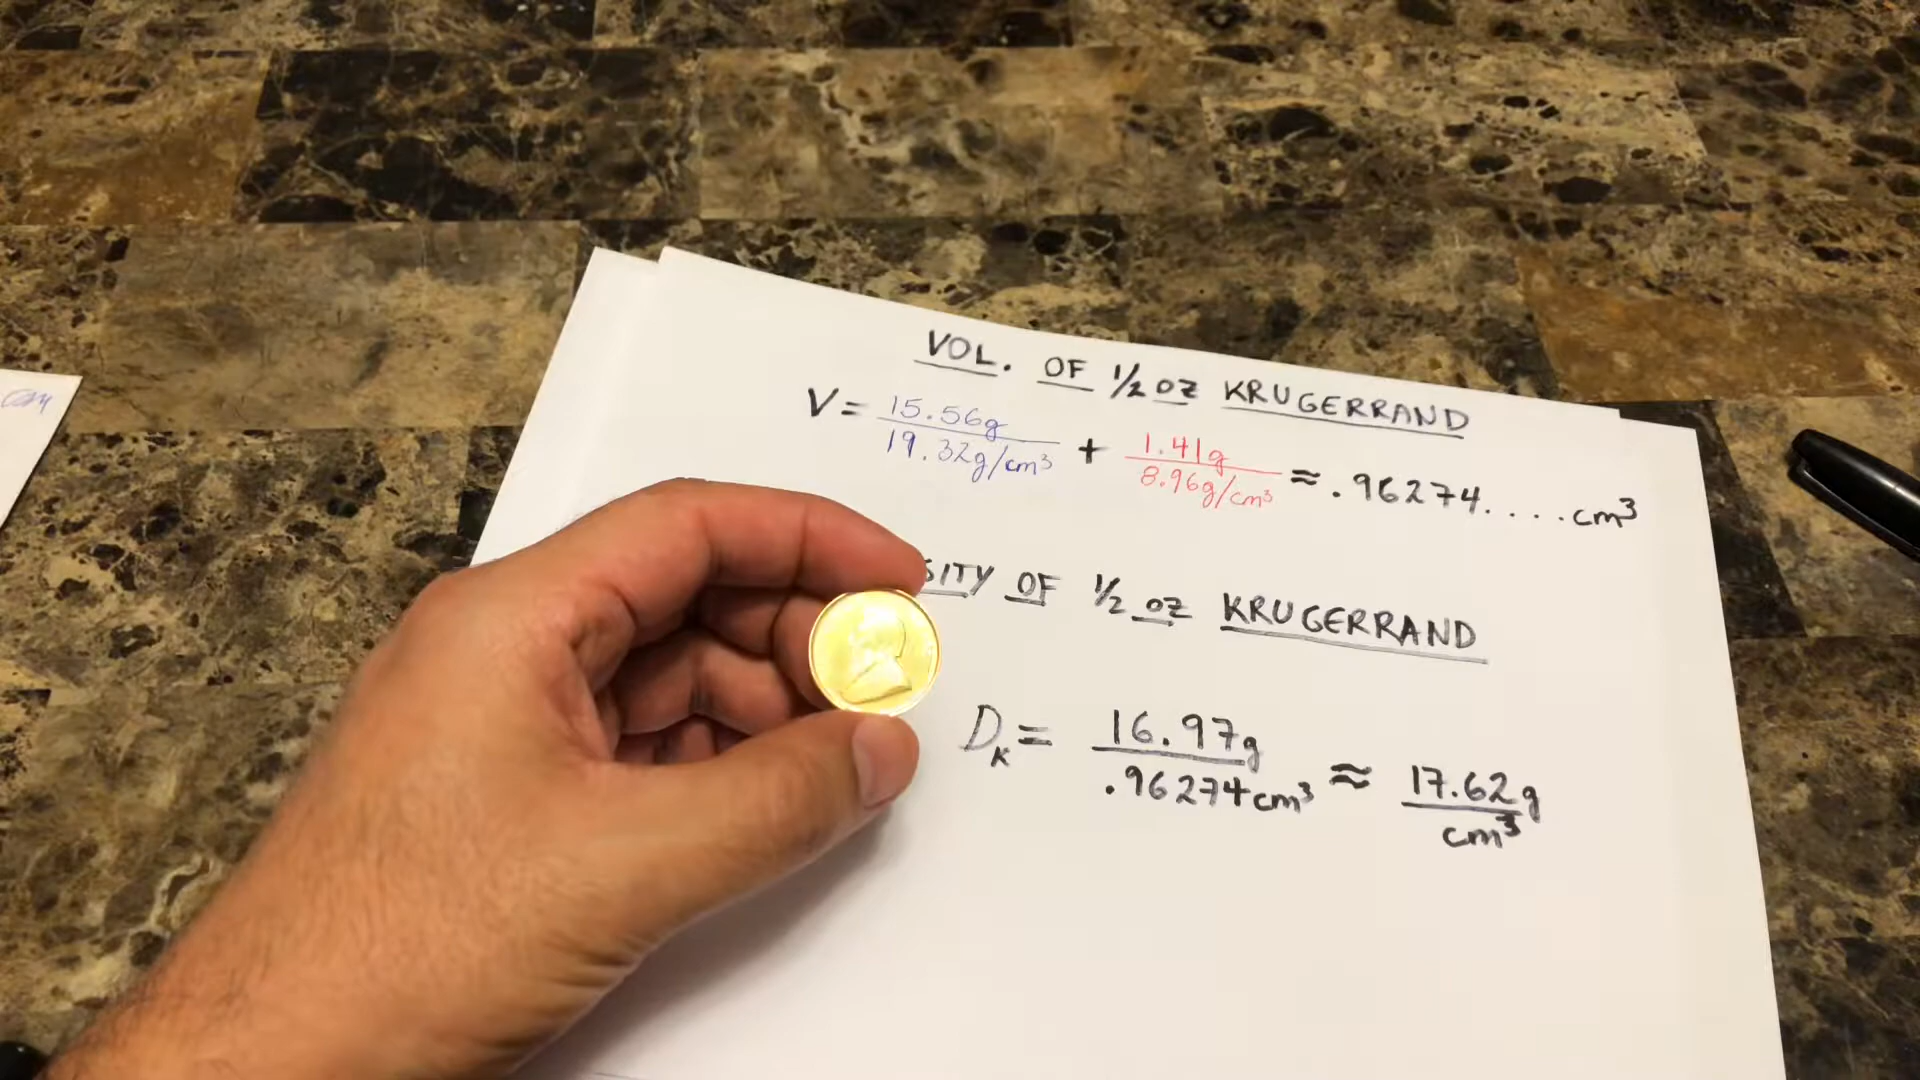 VOL. OF 1/2 OZ KRUGERRAND
V = 15.56g / 19.32g/cm³ + 1.41g / 8.96g/cm³ ≈ .96274....cm³
SITY OF 1/2 OZ KRUGERRAND
Dk = 16.97g / .96274cm³ ≈ 17.62g / cm³